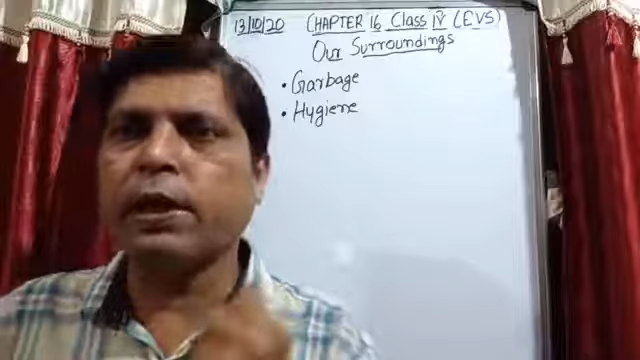 13/10/20 CHAPTER 16 Class IV (EVS)
Our Surroundings
• Garbage
• Hygiene